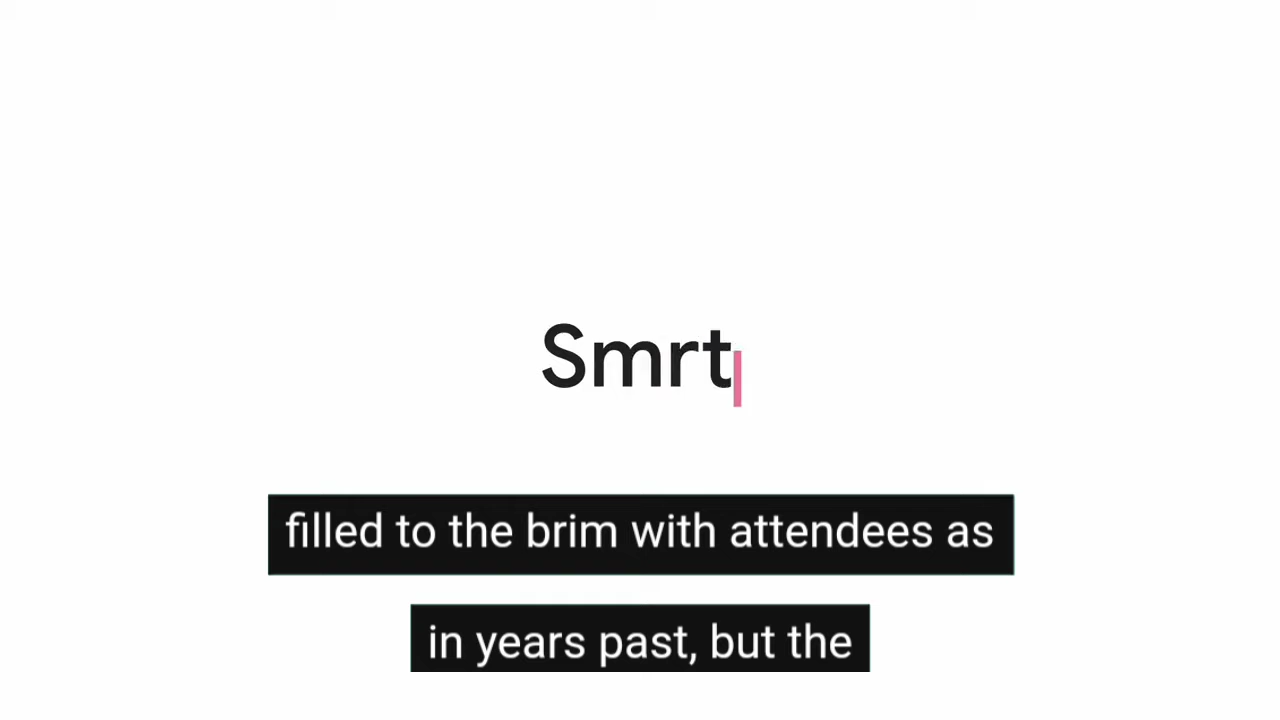 Smrt
filled to the brim with attendees as
in years past, but the